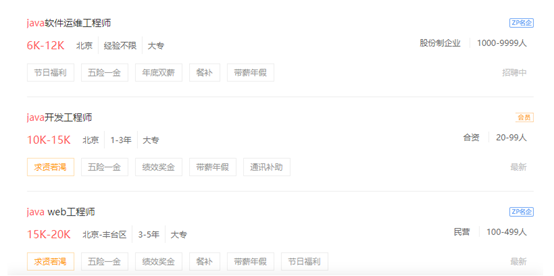 java软件运维工程师 ZP名企
6K-12K 北京 经验不限 大专 股份制企业 1000-9999人
节日福利 五险一金 年底双薪 餐补 带薪年假 招聘中
java开发工程师 会员
10K-15K 北京 1-3年 大专 合资 20-99人
求贤若渴 五险一金 绩效奖金 带薪年假 通讯补助 最新
java web工程师 ZP名企
15K-20K 北京-丰台区 3-5年 大专 民营 100-499人
求贤若渴 五险一金 绩效奖金 餐补 带薪年假 节日福利 最新